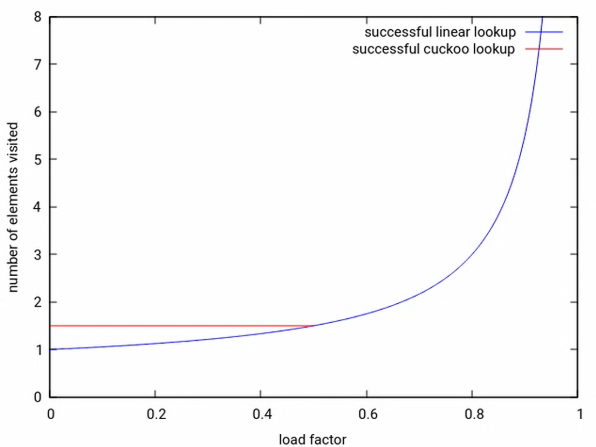 successful linear lookup
successful cuckoo lookup
number of elements visited
8
7
6
5
4
3
2
1
0
0 0.2 0.4 0.6 0.8 1
load factor